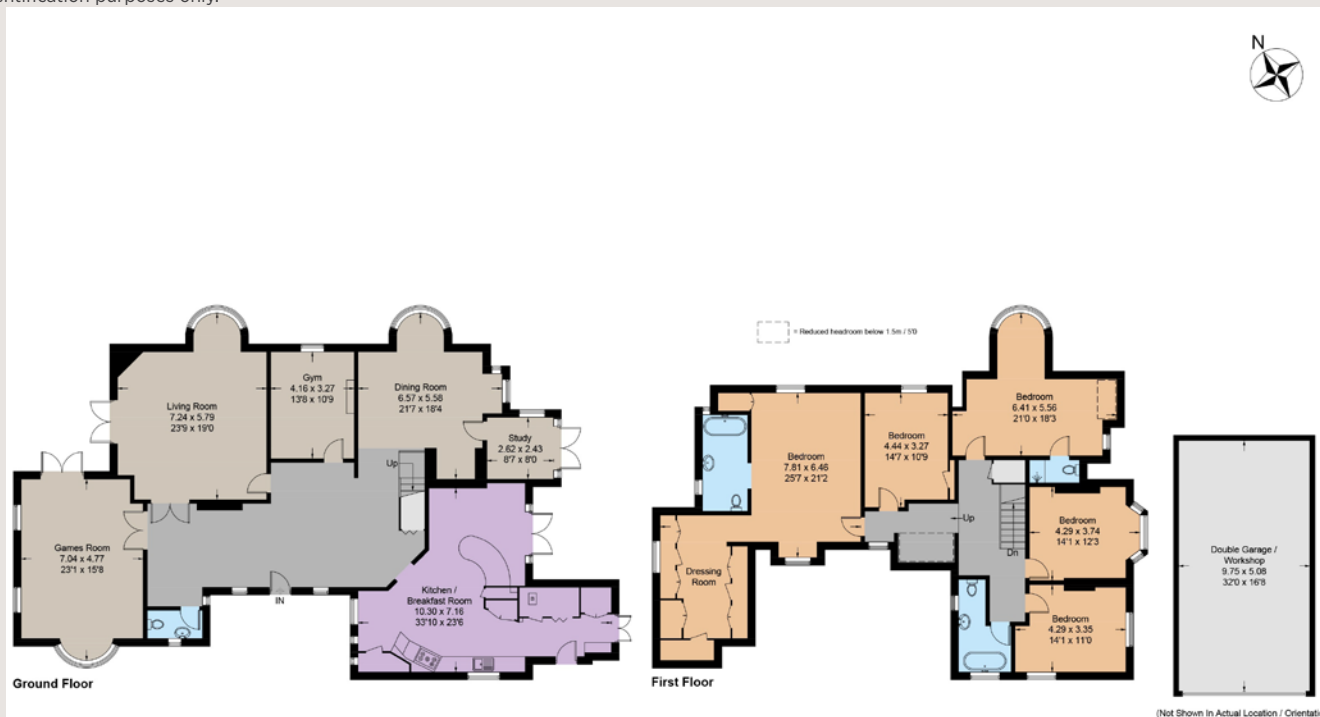 entification purposes only.
N
= Reduced headroom below 1.5m / 5'0
Living Room
7.24 x 5.79
23'9 x 19'0
Gym
4.16 x 3.27
13'8 x 10'9
Dining Room
6.57 x 5.58
21'7 x 18'4
Study
2.62 x 2.43
8'7 x 8'0
Up
Games Room
7.04 x 4.77
23'1 x 15'8
IN
Kitchen /
Breakfast Room
10.30 x 7.16
33'10 x 23'6
Ground Floor
Bedroom
7.81 x 6.46
25'7 x 21'2
Bedroom
4.44 x 3.27
14'7 x 10'9
Bedroom
6.41 x 5.56
21'0 x 18'3
Up
Dn
Bedroom
4.29 x 3.74
14'1 x 12'3
Dressing
Room
Bedroom
4.29 x 3.35
14'1 x 11'0
First Floor
Double Garage /
Workshop
9.75 x 5.08
32'0 x 16'8
(Not Shown In Actual Location / Orientati